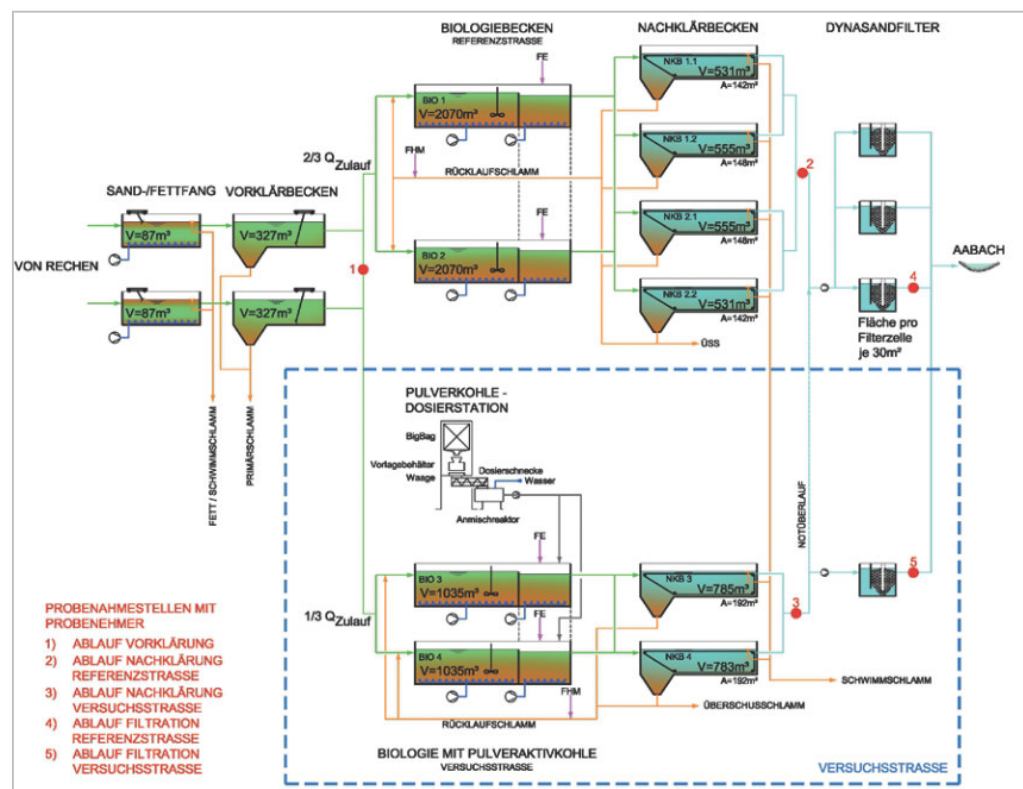 BIOLOGIEBECKEN
REFERENZSTRASSE
NACHKLÄRBECKEN
DYNASANDFILTER
FE
BIO 1
V=2070m³
NKB 1.1
V=531m³
A=142m²
2/3 Q Zulauf
FHM
RÜCKLAUFSCHLAMM
NKB 1.2
V=555m³
A=148m²
2
SAND-/FETTFANG
VORKLÄRBECKEN
V=87m³
V=327m³
FE
BIO 2
V=2070m³
NKB 2.1
V=555m³
A=148m²
VON RECHEN
1
AABACH
4
V=87m³
V=327m³
NKB 2.2
V=531m³
A=142m²
ÜSS
Fläche pro
Filterzelle
je 30m²
FETT / SCHWIMMSCHLAMM
PRIMÄRSCHLAMM
PULVERKOHLE -
DOSIERSTATION
BigBag
Vorlagebehälter
Waage
Dosierschnecke
Wasser
Anmischreaktor
NOTÜBERLAUF
FE
BIO 3
V=1035m³
NKB 3
V=785m³
A=192m²
5
1/3 Q Zulauf
3
FE
BIO 4
V=1035m³
NKB 4
V=783m³
A=192m²
FHM
SCHWIMMSCHLAMM
ÜBERSCHUSSCHLAMM
RÜCKLAUFSCHLAMM
BIOLOGIE MIT PULVERAKTIVKOHLE
VERSUCHSSTRASSE
VERSUCHSSTRASSE
PROBENAHMESTELLEN MIT
PROBENEHMER
1) ABLAUF VORKLÄRUNG
2) ABLAUF NACHKLÄRUNG
REFERENZSTRASSE
3) ABLAUF NACHKLÄRUNG
VERSUCHSSTRASSE
4) ABLAUF FILTRATION
REFERENZSTRASSE
5) ABLAUF FILTRATION
VERSUCHSSTRASSE